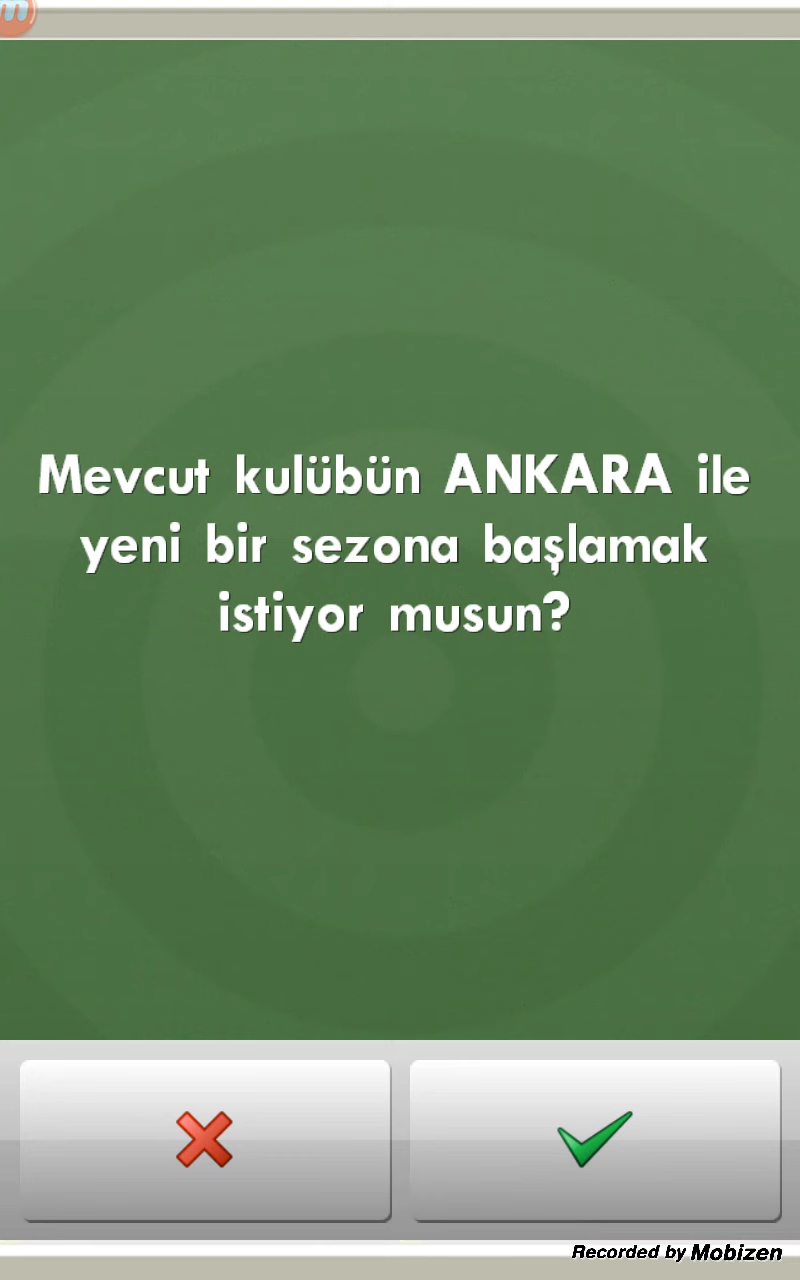 m
Mevcut kulübün ANKARA ile
yeni bir sezona başlamak
istiyor musun?
Recorded by Mobizen